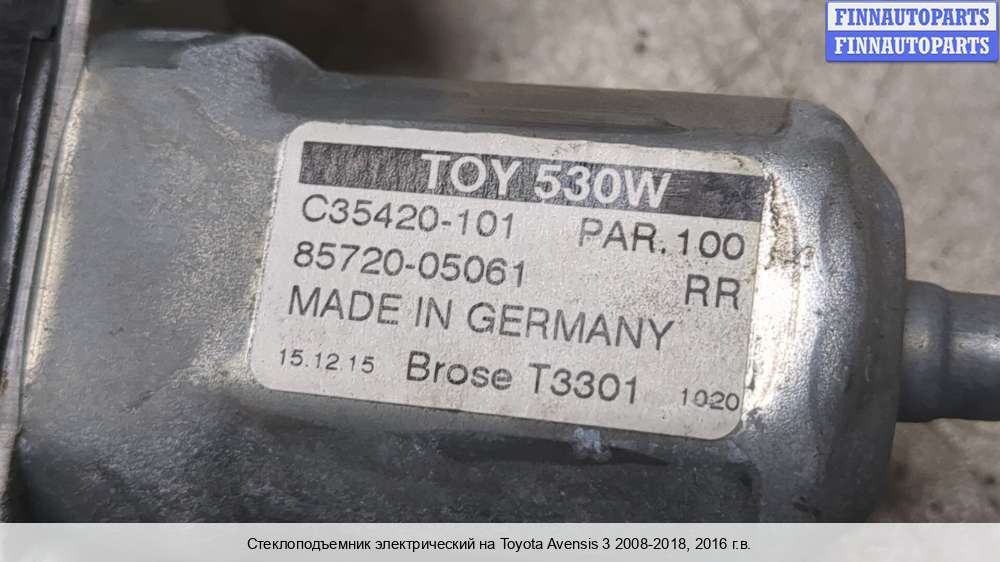 FINNAUTOPARTS
FINNAUTOPARTS
TOY 530W
C35420-101 PAR.100
85720-05061 RR
MADE IN GERMANY
15.12.15 Brose T3301 1020
Стеклоподъемник электрический на Toyota Avensis 3 2008-2018, 2016 г.в.